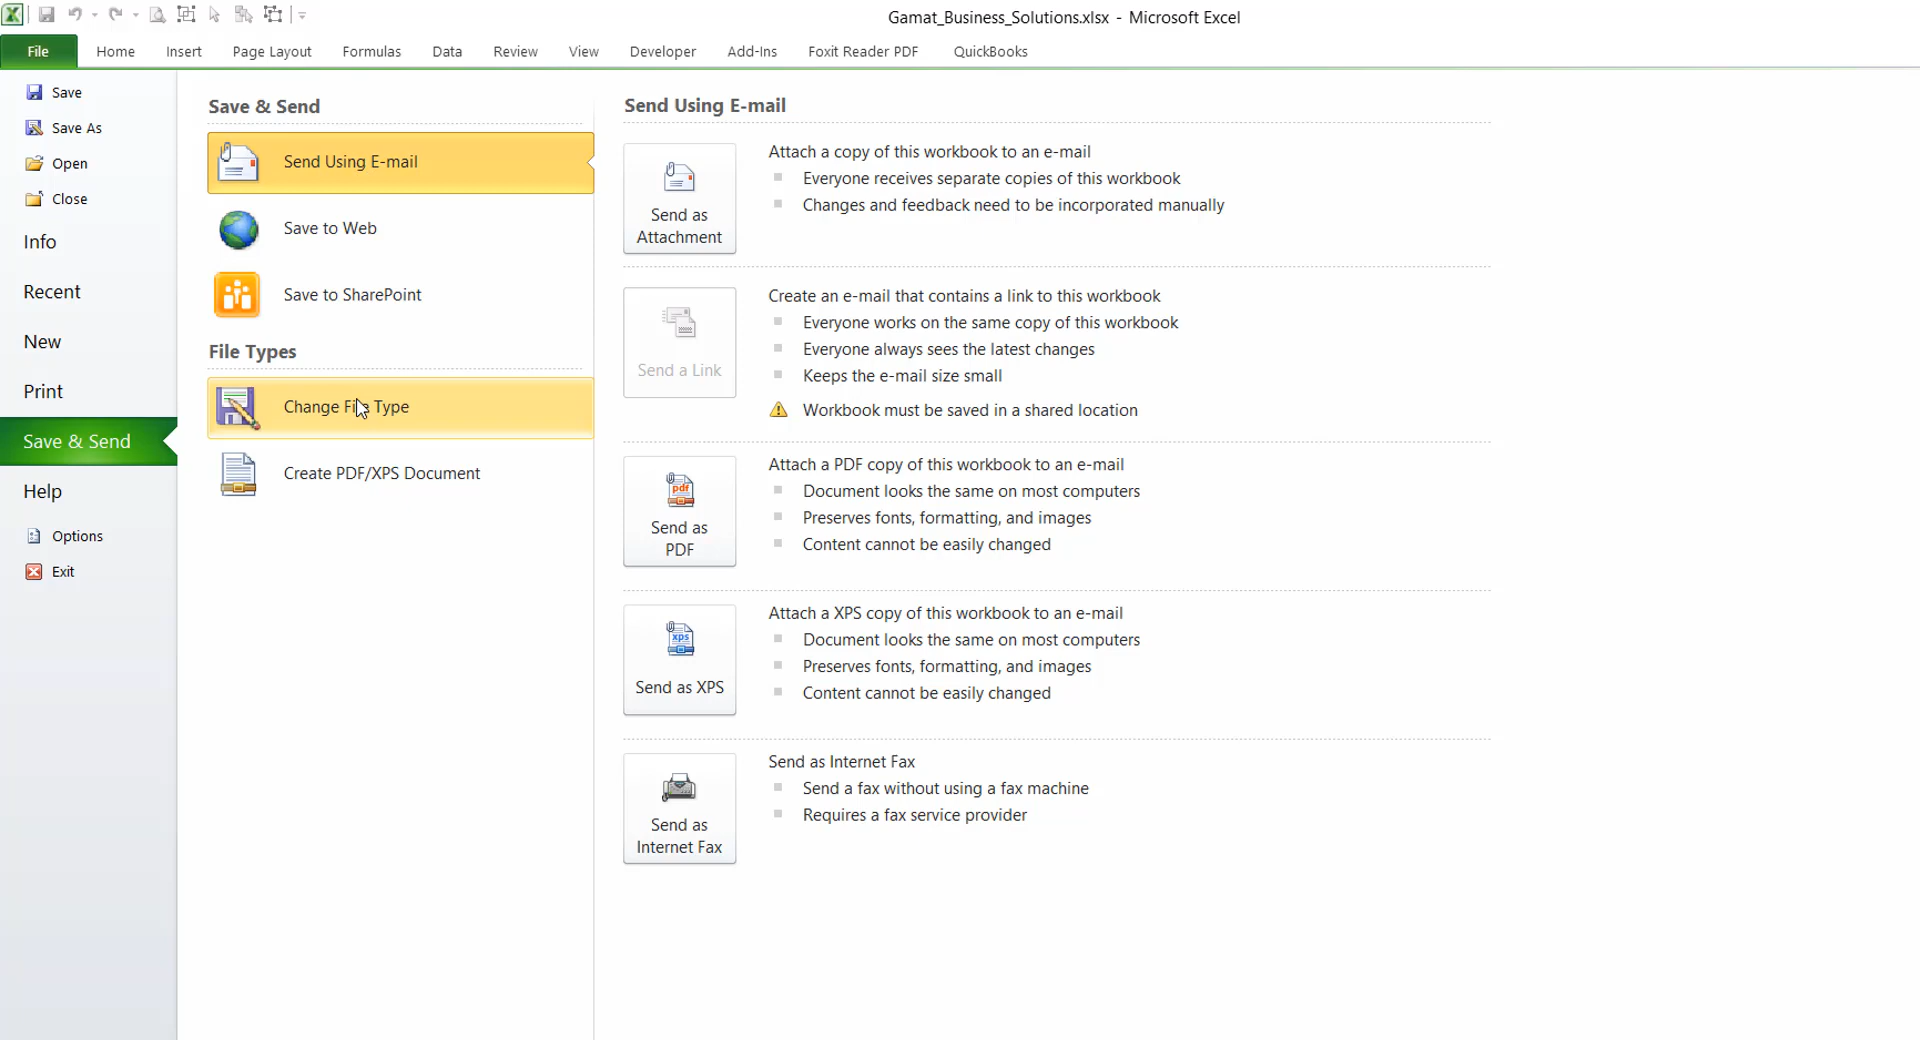 Gamat_Business_Solutions.xlsx - Microsoft Excel
File Home Insert Page Layout Formulas Data Review View Developer Add-Ins Foxit Reader PDF QuickBooks
Save
Save As
Open
Close
Info
Recent
New
Print
Save & Send
Help
Options
Exit
Save & Send
Send Using E-mail
Save to Web
Save to SharePoint
File Types
Change File Type
Create PDF/XPS Document
Send Using E-mail
Send as
Attachment
Attach a copy of this workbook to an e-mail
Everyone receives separate copies of this workbook
Changes and feedback need to be incorporated manually
Send a Link
Create an e-mail that contains a link to this workbook
Everyone works on the same copy of this workbook
Everyone always sees the latest changes
Keeps the e-mail size small
Workbook must be saved in a shared location
pdf
Send as
PDF
Attach a PDF copy of this workbook to an e-mail
Document looks the same on most computers
Preserves fonts, formatting, and images
Content cannot be easily changed
xps
Send as XPS
Attach a XPS copy of this workbook to an e-mail
Document looks the same on most computers
Preserves fonts, formatting, and images
Content cannot be easily changed
Send as
Internet Fax
Send as Internet Fax
Send a fax without using a fax machine
Requires a fax service provider